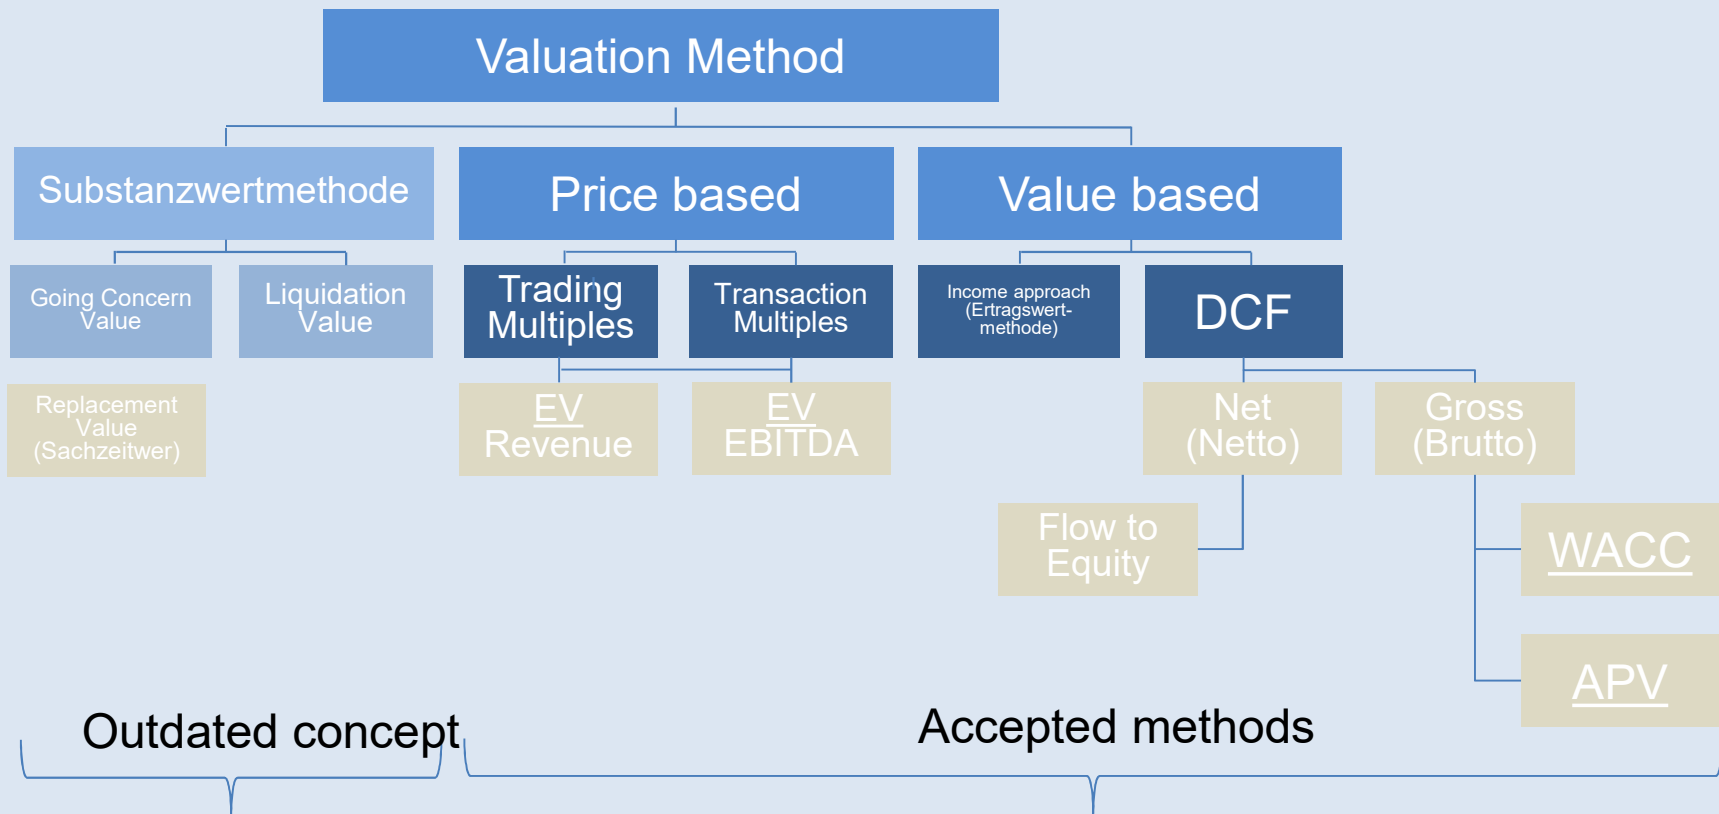 Valuation Method
Substanzwertmethode
Price based
Value based
Going Concern
Value
Liquidation
Value
Trading
Multiples
Transaction
Multiples
Income approach
(Ertragswert-
methode)
DCF
Replacement
Value
(Sachzeitwer)
EV
Revenue
EV
EBITDA
Net
(Netto)
Gross
(Brutto)
Flow to
Equity
WACC
APV
Outdated concept
Accepted methods